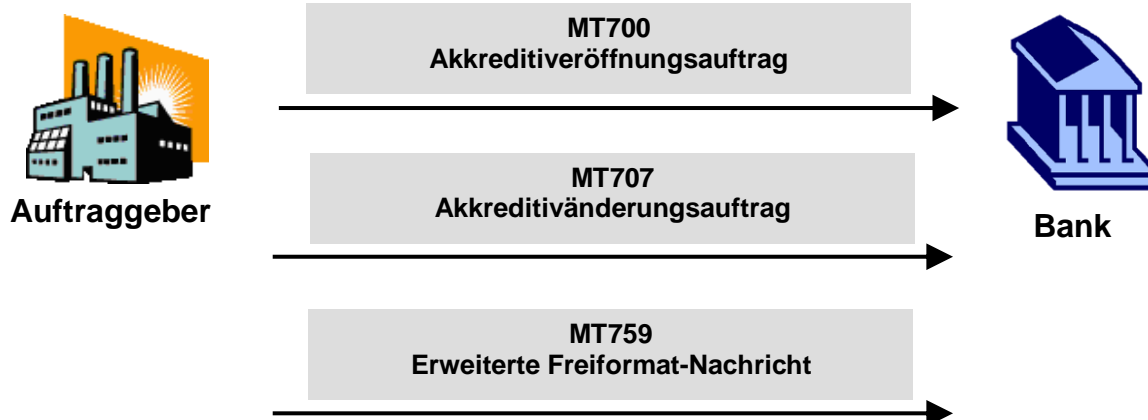 MT700
Akkreditiveröffnungsauftrag
MT707
Akkreditivänderungsauftrag
Auftraggeber
Bank
MT759
Erweiterte Freiformat-Nachricht